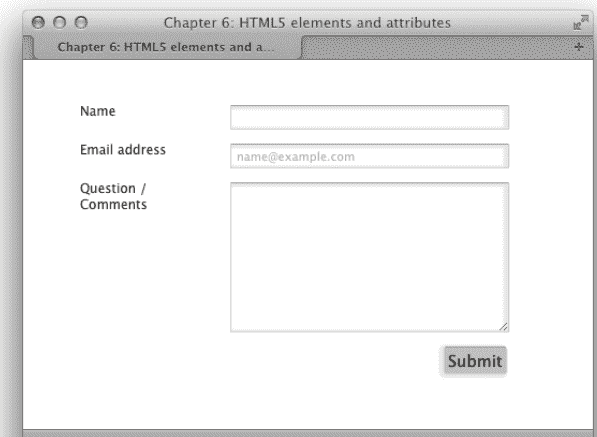 Chapter 6: HTML5 elements and attributes
Chapter 6: HTML5 elements and a...
Name
Email address
name@example.com
Question /
Comments
Submit